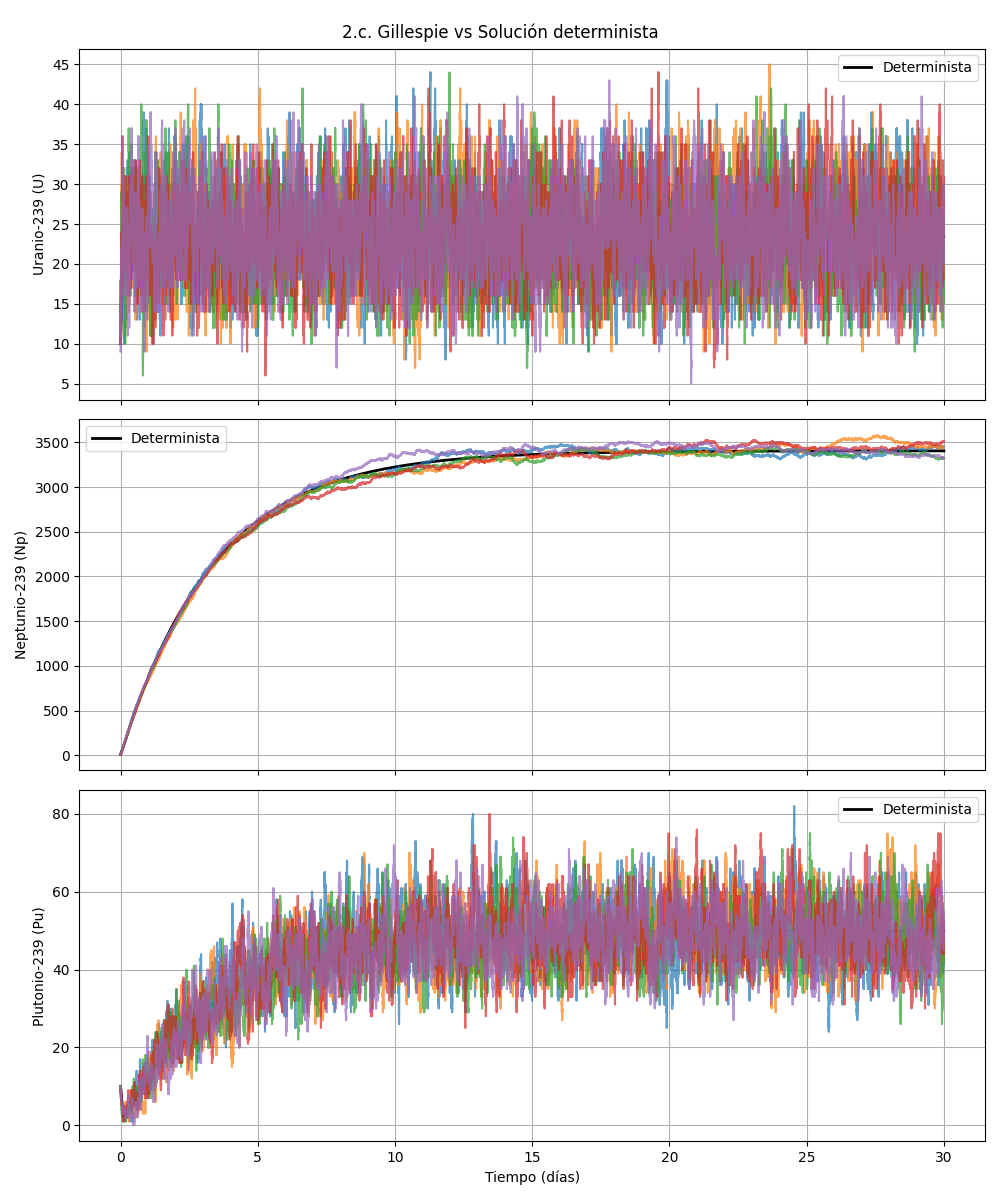 2.c. Gillespie vs Solución determinista
45
40
35
30
25
20
15
10
5
Uranio-239 (U)
Determinista
3500
3000
2500
2000
1500
1000
500
0
Neptunio-239 (Np)
Determinista
80
60
40
20
0
Plutonio-239 (Pu)
Determinista
0 5 10 15 20 25 30
Tiempo (días)